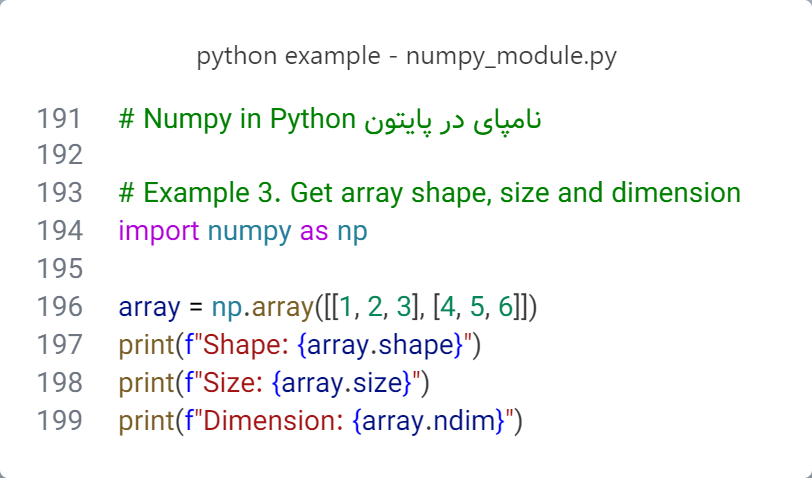 python example - numpy_module.py
191 # Numpy in Python نامپای در پایتون
192
193 # Example 3. Get array shape, size and dimension
194 import numpy as np
195
196 array = np.array([[1, 2, 3], [4, 5, 6]])
197 print(f"Shape: {array.shape}")
198 print(f"Size: {array.size}")
199 print(f"Dimension: {array.ndim}")